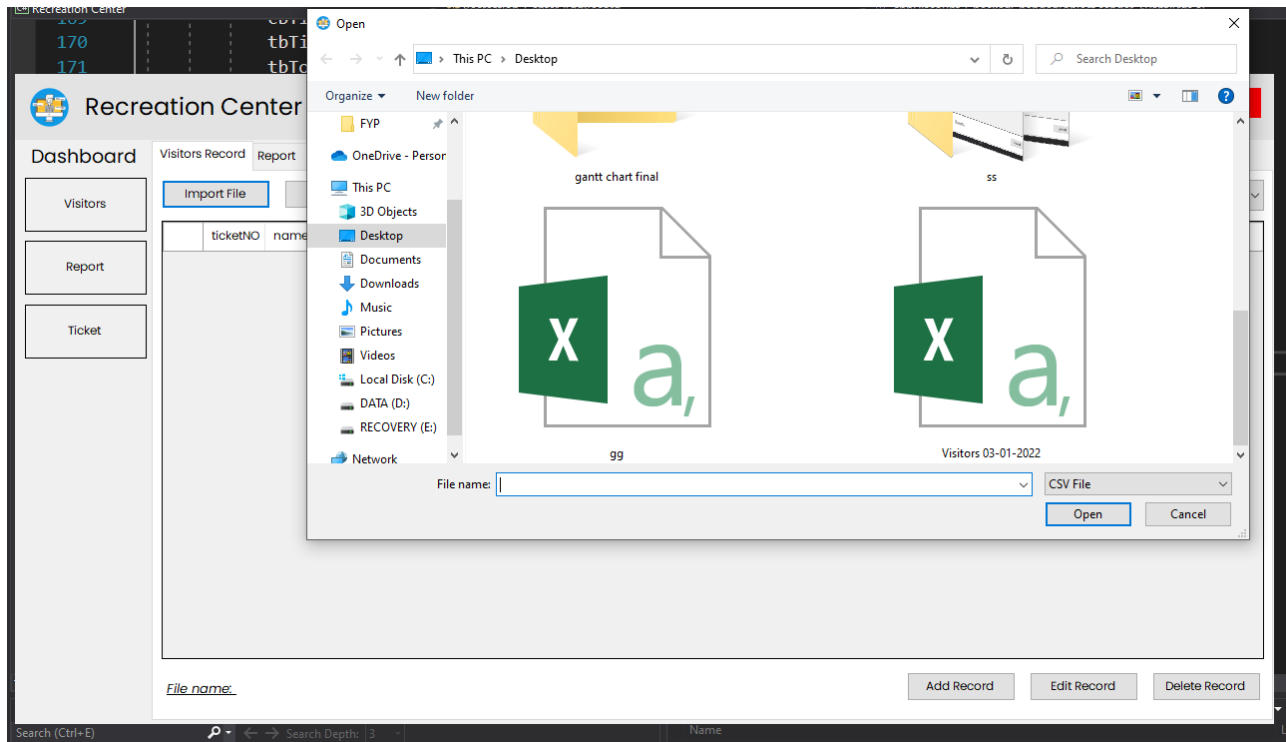 Recreation Center
169
170 tbTi
171 tbTo
Recreation Center
Dashboard
Visitors
Report
Ticket
Visitors Record Report
Import File
ticketNO name
File name:
Add Record Edit Record Delete Record
Open
This PC > Desktop
Search Desktop
Organize New folder
FYP
OneDrive - Person
This PC
3D Objects
Desktop
Documents
Downloads
Music
Pictures
Videos
Local Disk (C:)
DATA (D:)
RECOVERY (E:)
Network
gantt chart final
ss
X a,
X a,
gg
Visitors 03-01-2022
File name:
CSV File
Open Cancel
Search (Ctrl+E)
Search Depth: 3
Name